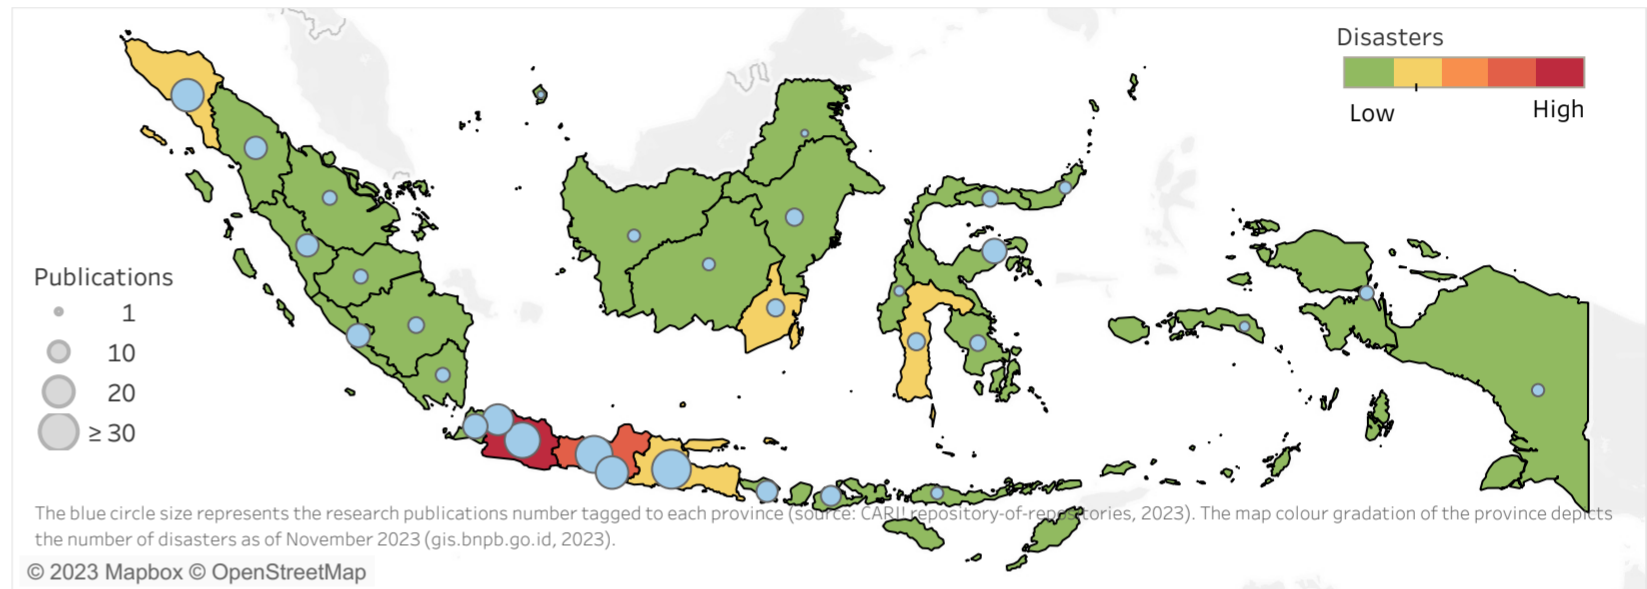 Disasters
Low High
Publications
1
10
20
≥ 30
The blue circle size represents the research publications number tagged to each province (source: CARI! repository-of-repositories, 2023). The map colour gradation of the province depicts
the number of disasters as of November 2023 (gis.bnpb.go.id, 2023).
© 2023 Mapbox © OpenStreetMap